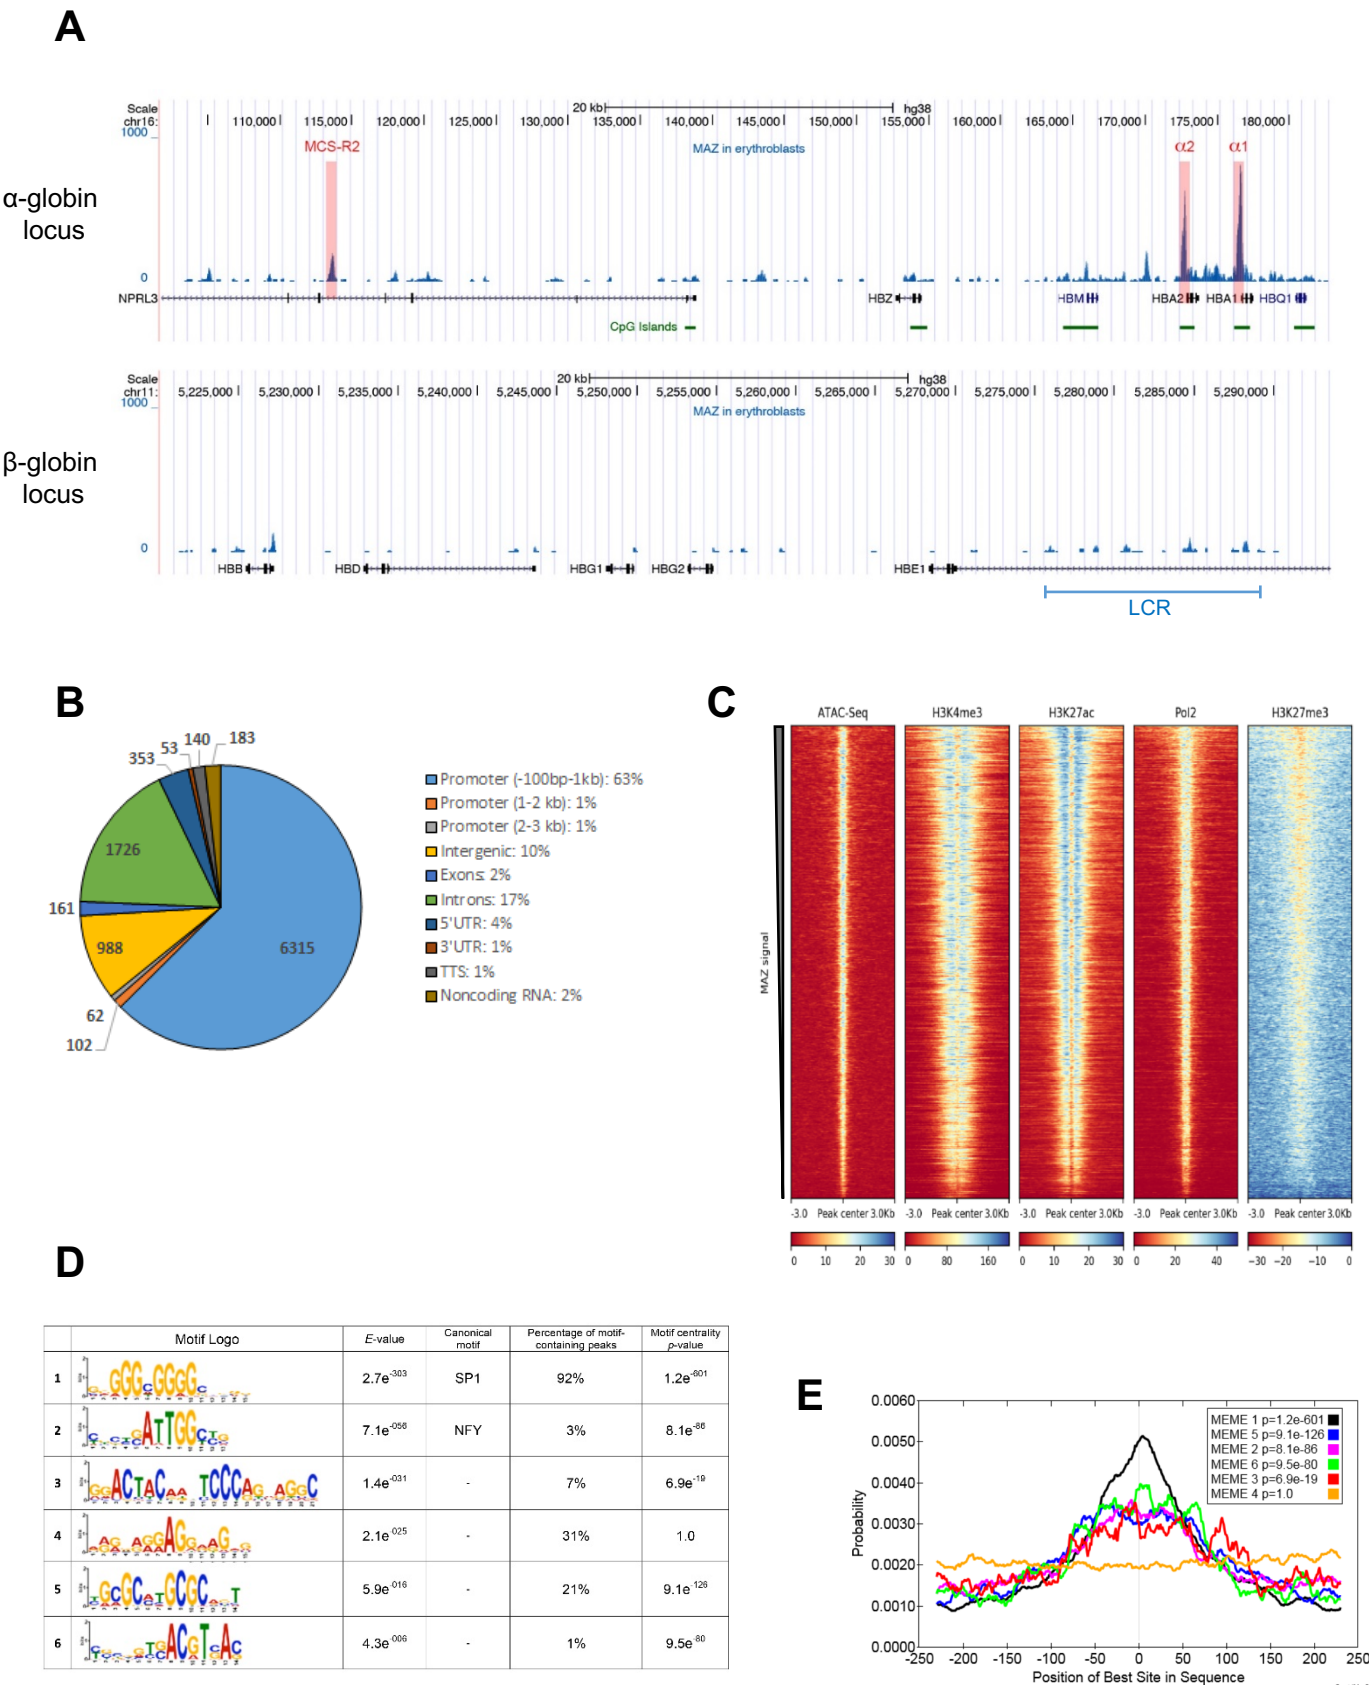 A
Scale
20 kb
hg38
chr16:
110,000
115,000
120,000
125,000
130,000
135,000
140,000
145,000
150,000
155,000
160,000
165,000
170,000
175,000
180,000
1000
MCS-R2
MAZ in erythroblasts
α2
α1
α-globin
locus
0
NPRL3
HBZ
HBM
HBA2
HBA1
HBQ1
CpG Islands
Scale
20 kb
hg38
chr11:
5,225,000
5,230,000
5,235,000
5,240,000
5,245,000
5,250,000
5,255,000
5,260,000
5,265,000
5,270,000
5,275,000
5,280,000
5,285,000
5,290,000
1000
MAZ in erythroblasts
β-globin
locus
0
HBB
HBD
HBG1
HBG2
HBE1
LCR
B
353
53
140
183
1726
161
988
6315
62
102
Promoter (-100bp-1kb): 63%
Promoter (1-2 kb): 1%
Promoter (2-3 kb): 1%
Intergenic: 10%
Exons: 2%
Introns: 17%
5'UTR: 4%
3'UTR: 1%
TTS: 1%
Noncoding RNA: 2%
C
ATAC-Seq
H3K4me3
H3K27ac
Pol2
H3K27me3
MAZ signal
-3.0 Peak center 3.0Kb
-3.0 Peak center 3.0Kb
-3.0 Peak center 3.0Kb
-3.0 Peak center 3.0Kb
-3.0 Peak center 3.0Kb
0 10 20 30
0 80 160
0 10 20 30
0 20 40
−30 −20 −10 0
D
Motif Logo
E-value
Canonical motif
Percentage of motif-containing peaks
Motif centrality p-value
1 2.7e-303 SP1 92% 1.2e-601
2 7.1e-056 NFY 3% 8.1e-86
3 1.4e-031 - 7% 6.9e-19
4 2.1e 025 - 31% 1.0
5 5.9e 016 - 21% 9.1e 126
6 4.3e 006 - 1% 9.5e-80
E
0.0060
0.0050
0.0040
0.0030
0.0020
0.0010
0.0000
Probability
MEME 1 p=1.2e-601
MEME 5 p=9.1e-126
MEME 2 p=8.1e-86
MEME 6 p=9.5e-80
MEME 3 p=6.9e-19
MEME 4 p=1.0
-250 -200 -150 -100 -50 0 50 100 150 200 250
Position of Best Site in Sequence